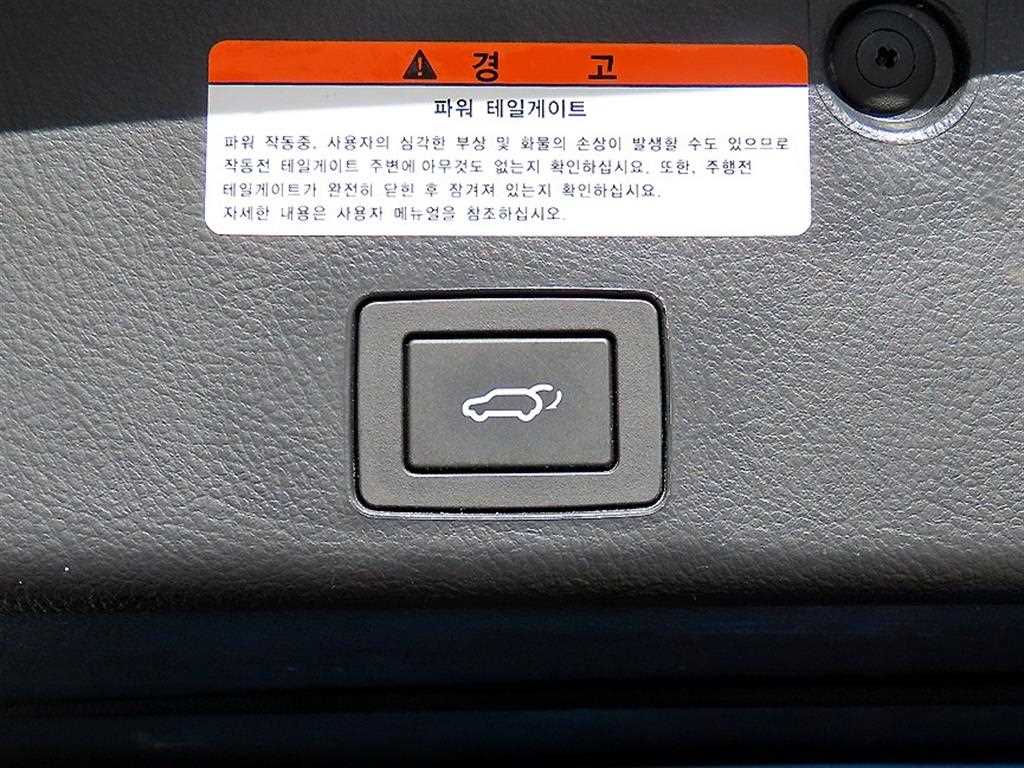 경 고
파워 테일게이트
파워 작동중, 사용자의 심각한 부상 및 화물의 손상이 발생할 수도 있으므로
작동전 테일게이트 주변에 아무것도 없는지 확인하십시요. 또한, 주행전
테일게이트가 완전히 닫힌 후 잠겨져 있는지 확인하십시요.
자세한 내용은 사용자 메뉴얼을 참조하십시오.